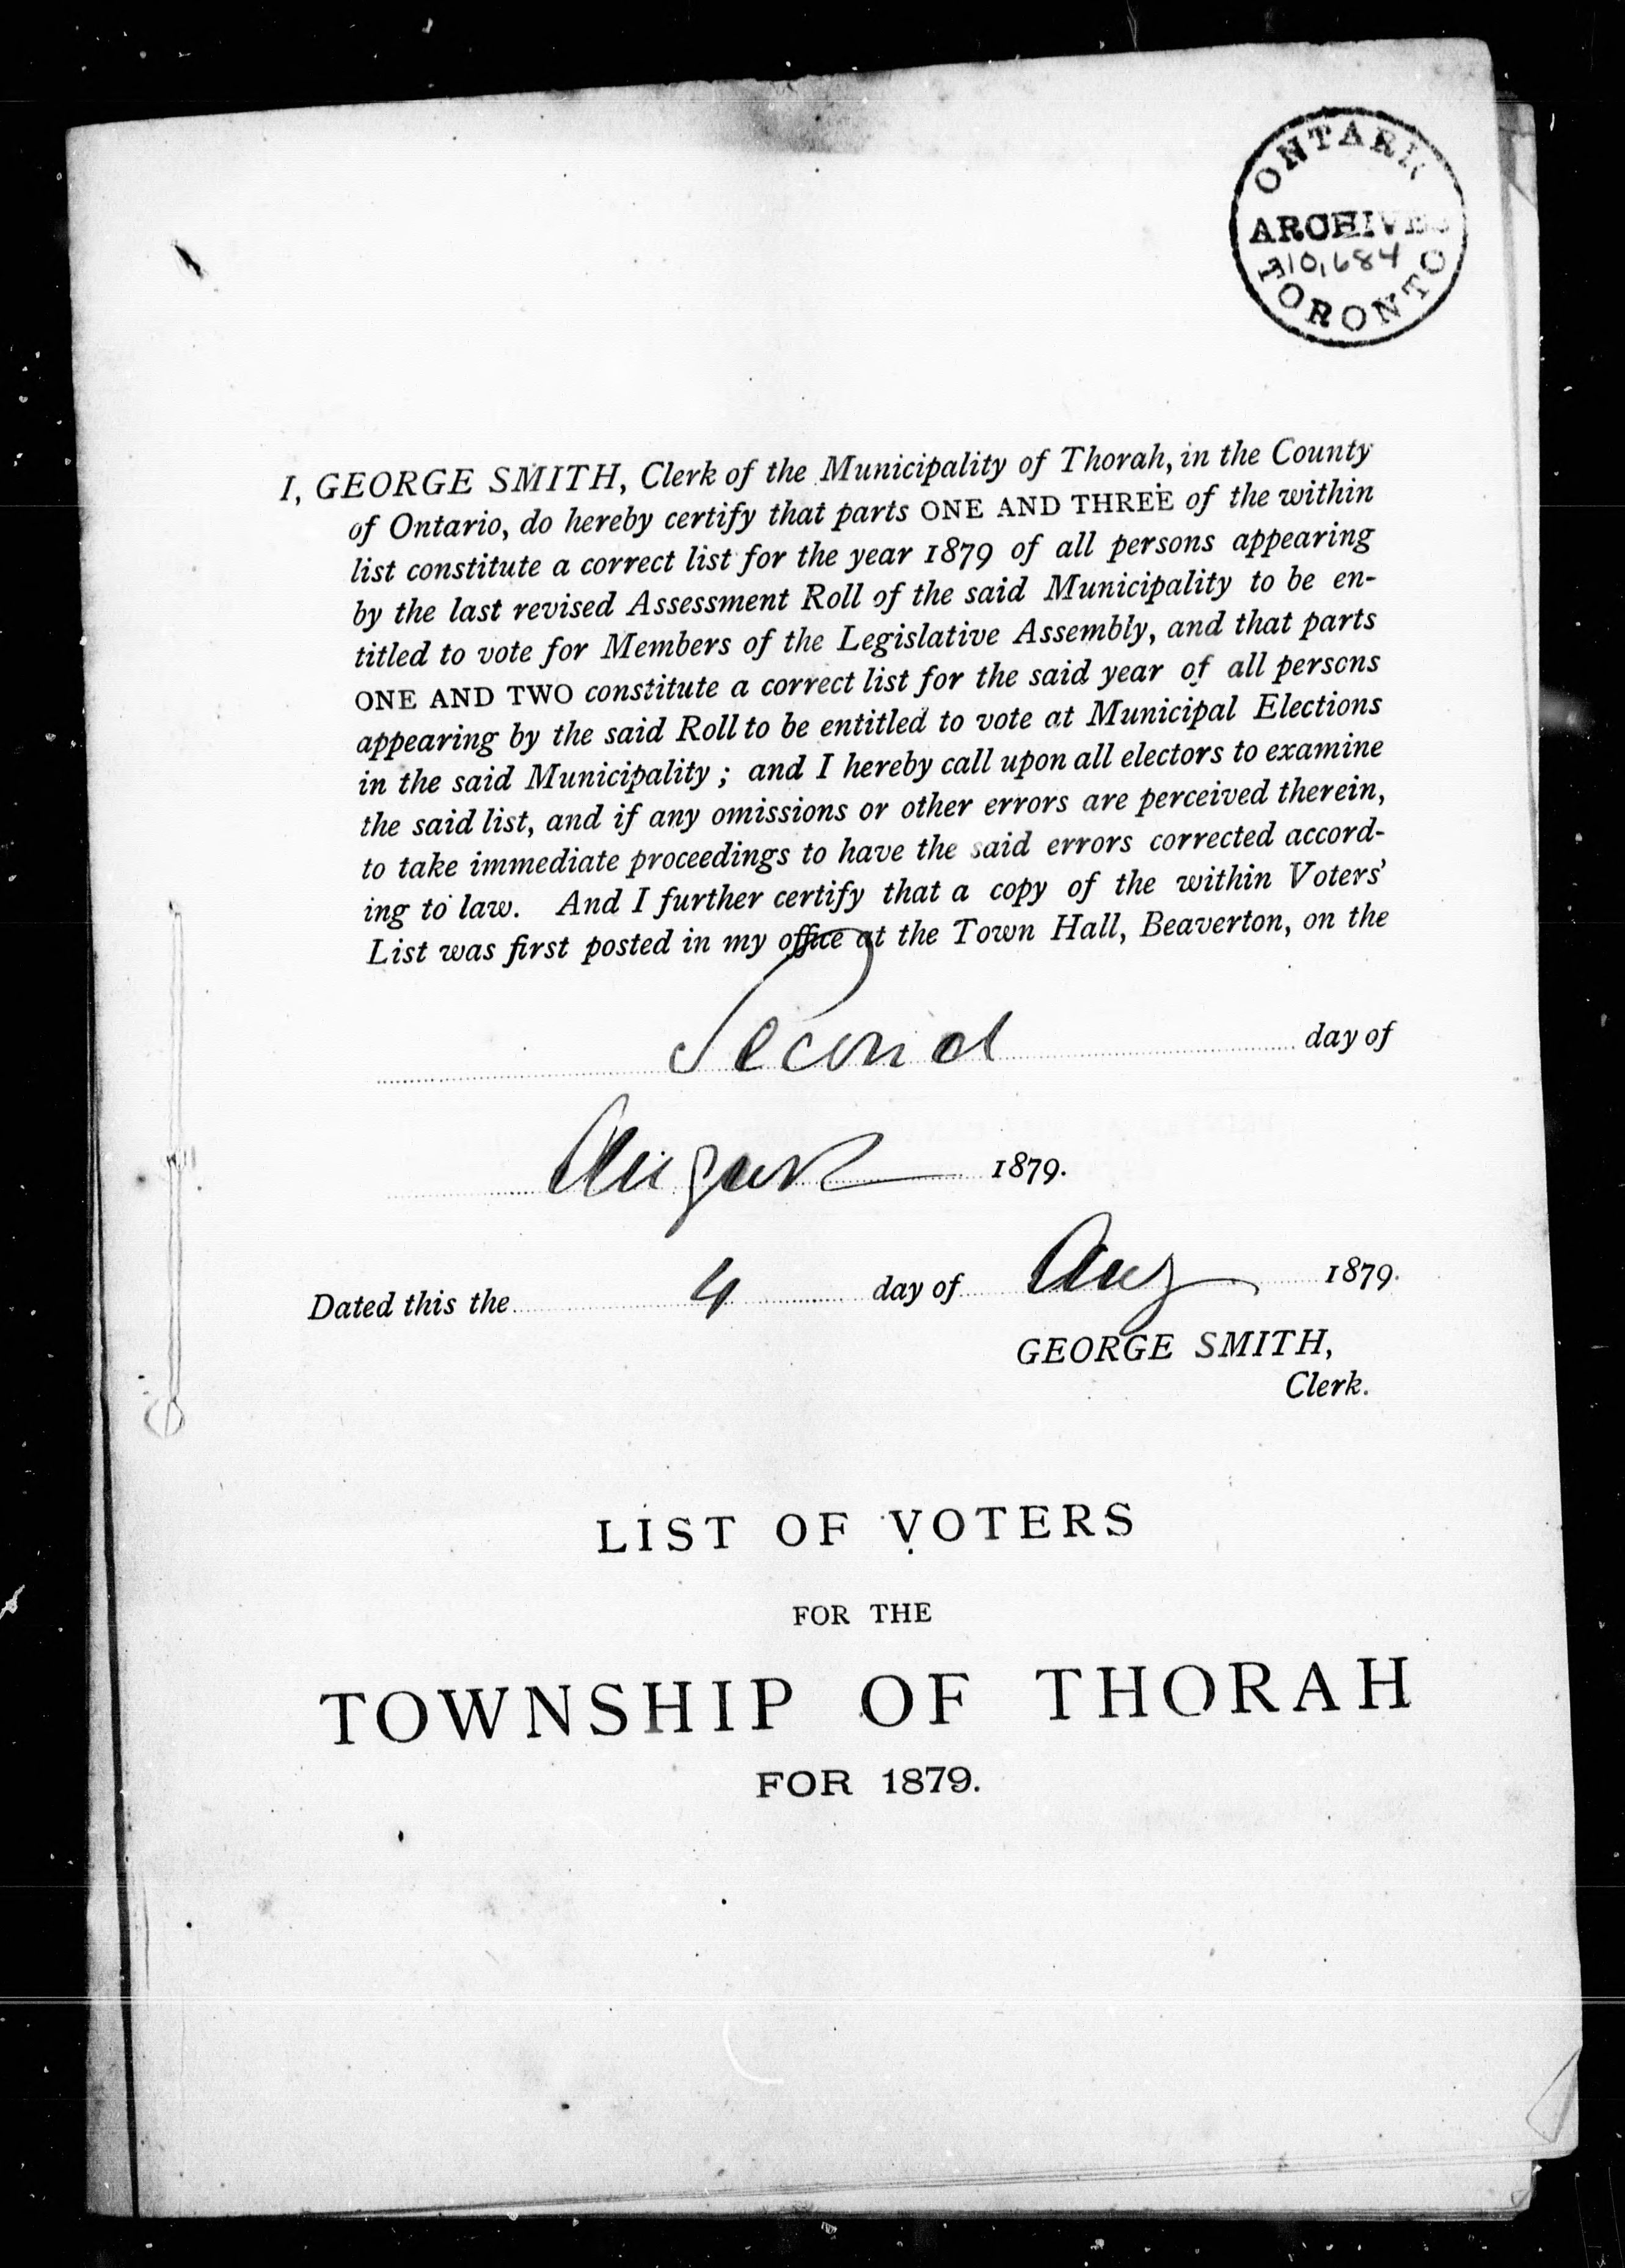 ONTARIO
ARCHIVES
310,684
TORONTO
I, GEORGE SMITH, Clerk of the Municipality of Thorah, in the County
of Ontario, do hereby certify that parts ONE AND THREE of the within
list constitute a correct list for the year 1879 of all persons appearing
by the last revised Assessment Roll of the said Municipality to be en-
titled to vote for Members of the Legislative Assembly, and that parts
ONE AND TWO constitute a correct list for the said year of all persons
appearing by the said Roll to be entitled to vote at Municipal Elections
in the said Municipality ; and I hereby call upon all electors to examine
the said list, and if any omissions or other errors are perceived therein,
to take immediate proceedings to have the said errors corrected accord-
ing to law. And I further certify that a copy of the within Voters'
List was first posted in my office at the Town Hall, Beaverton, on the
Second day of
August 1879.
Dated this the 4 day of Aug 1879.
GEORGE SMITH,
Clerk.
LIST OF VOTERS
FOR THE
TOWNSHIP OF THORAH
FOR 1879.